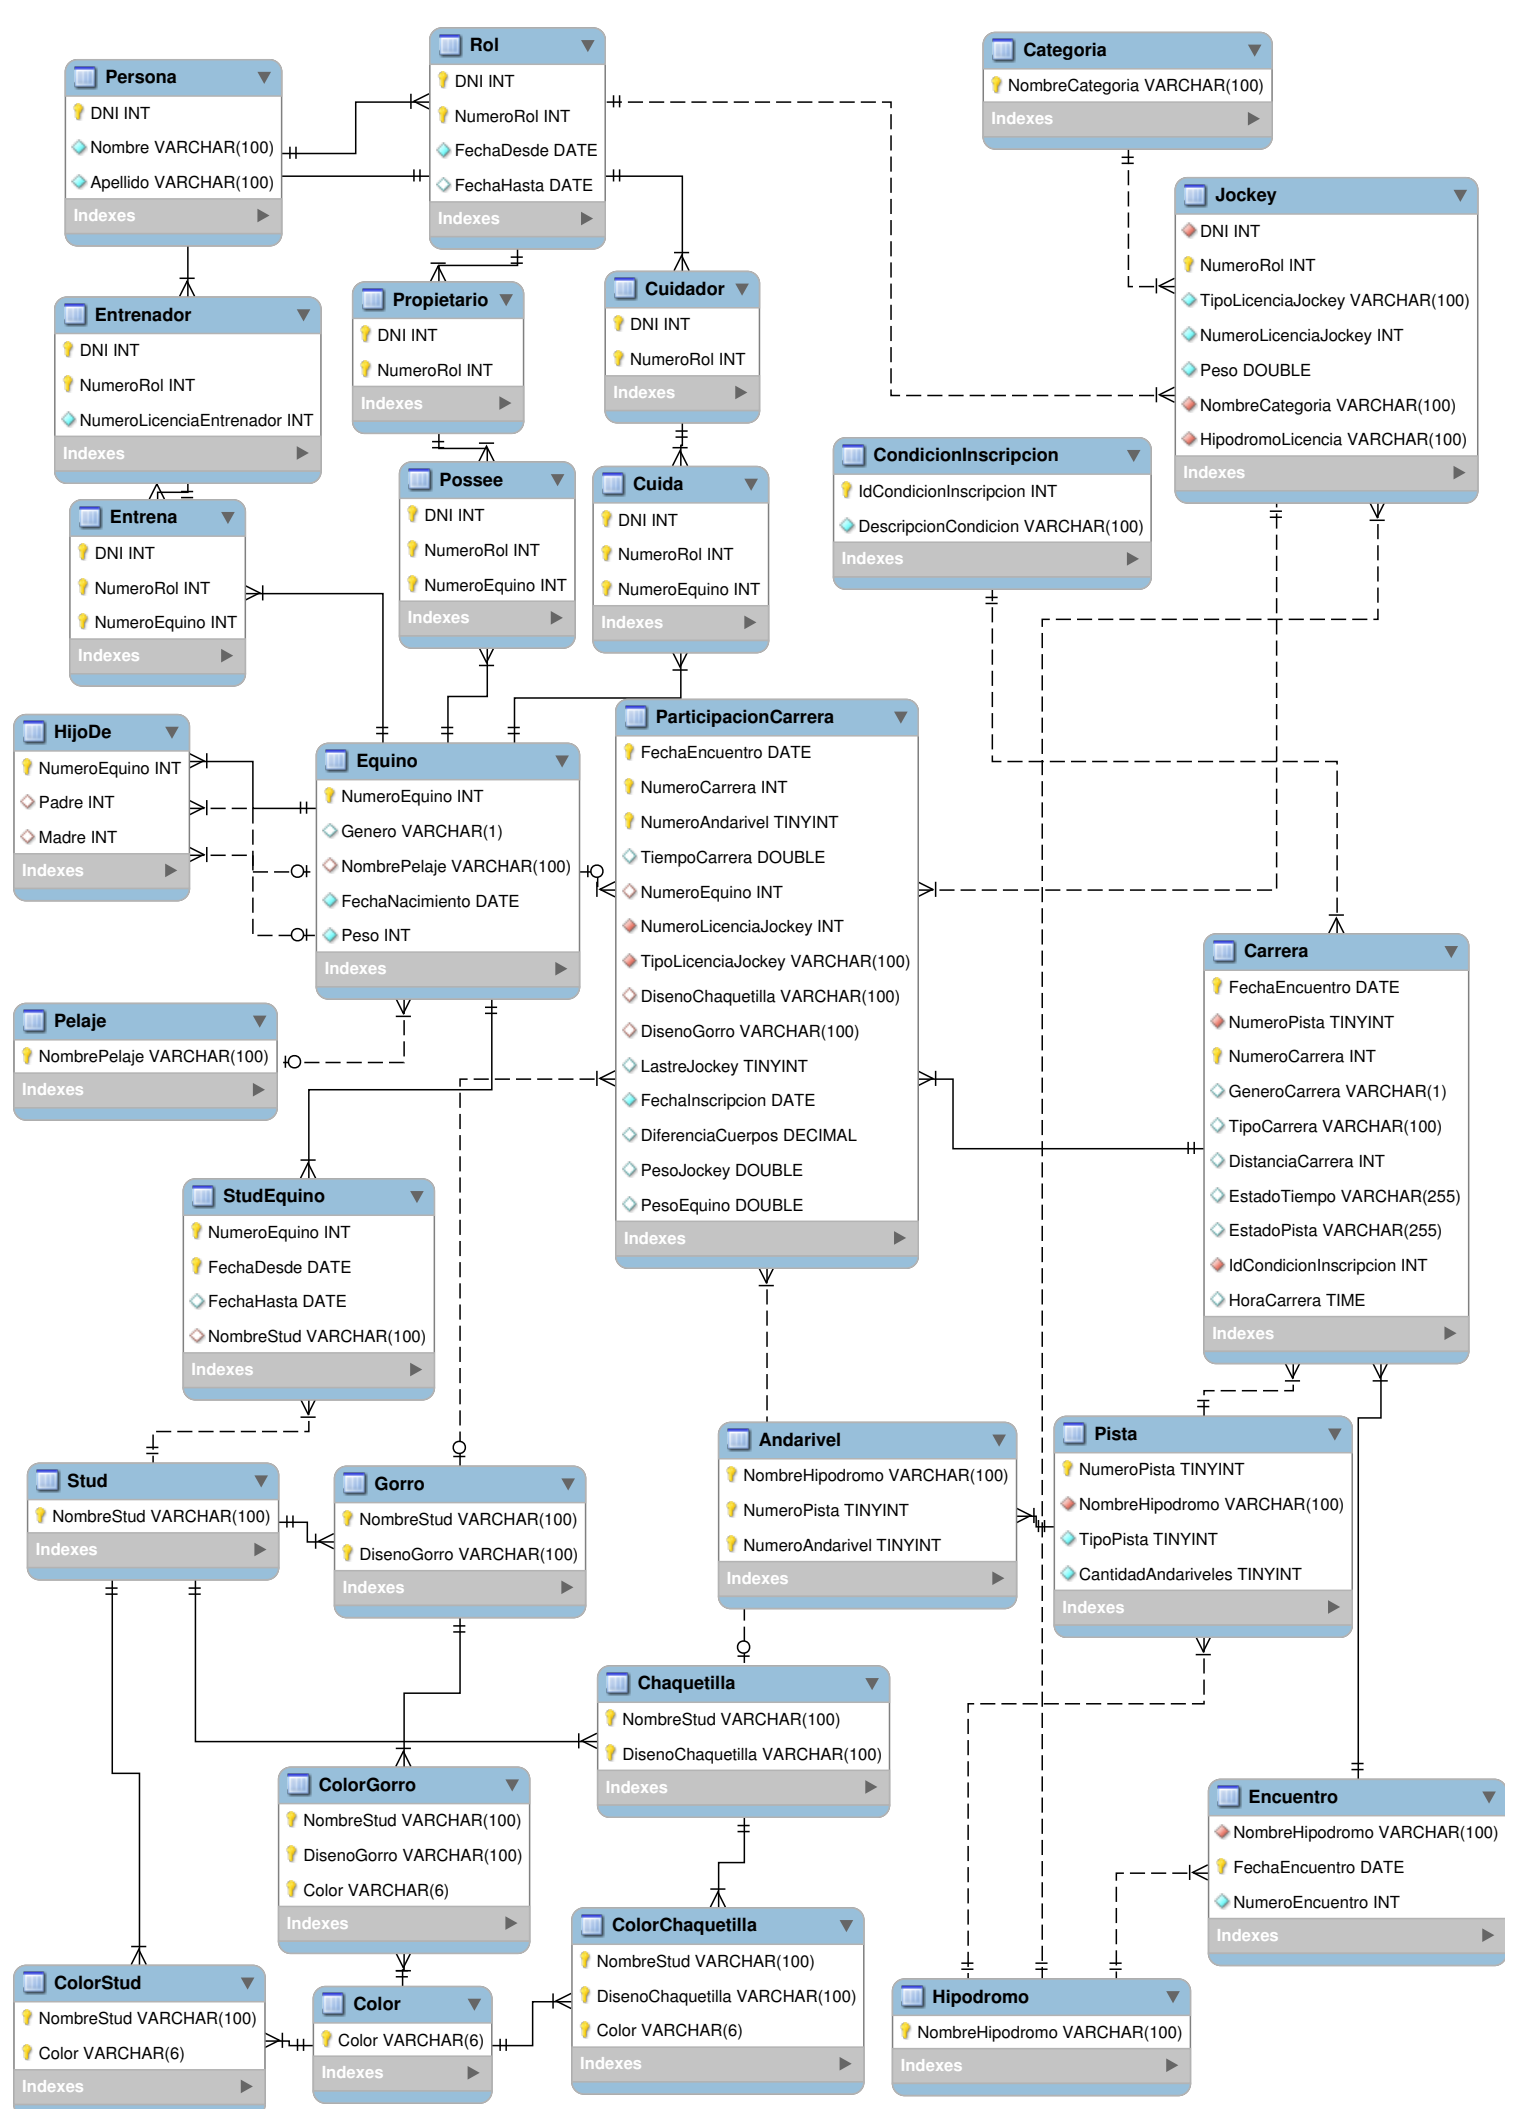 Persona
DNI INT
Nombre VARCHAR(100)
Apellido VARCHAR(100)
Indexes
Rol
DNI INT
NumeroRol INT
FechaDesde DATE
FechaHasta DATE
Indexes
Categoria
NombreCategoria VARCHAR(100)
Indexes
Jockey
DNI INT
NumeroRol INT
TipoLicenciaJockey VARCHAR(100)
NumeroLicenciaJockey INT
Peso DOUBLE
NombreCategoria VARCHAR(100)
HipodromoLicencia VARCHAR(100)
Indexes
Entrenador
DNI INT
NumeroRol INT
NumeroLicenciaEntrenador INT
Indexes
Propietario
DNI INT
NumeroRol INT
Indexes
Cuidador
DNI INT
NumeroRol INT
Indexes
CondicionInscripcion
IdCondicionInscripcion INT
DescripcionCondicion VARCHAR(100)
Indexes
Entrena
DNI INT
NumeroRol INT
NumeroEquino INT
Indexes
Possee
DNI INT
NumeroRol INT
NumeroEquino INT
Indexes
Cuida
DNI INT
NumeroRol INT
NumeroEquino INT
Indexes
HijoDe
NumeroEquino INT
Padre INT
Madre INT
Indexes
Equino
NumeroEquino INT
Genero VARCHAR(1)
NombrePelaje VARCHAR(100)
FechaNacimiento DATE
Peso INT
Indexes
ParticipacionCarrera
FechaEncuentro DATE
NumeroCarrera INT
NumeroAndarivel TINYINT
TiempoCarrera DOUBLE
NumeroEquino INT
NumeroLicenciaJockey INT
TipoLicenciaJockey VARCHAR(100)
DisenoChaquetilla VARCHAR(100)
DisenoGorro VARCHAR(100)
LastreJockey TINYINT
FechaInscripcion DATE
DiferenciaCuerpos DECIMAL
PesoJockey DOUBLE
PesoEquino DOUBLE
Indexes
Carrera
FechaEncuentro DATE
NumeroPista TINYINT
NumeroCarrera INT
GeneroCarrera VARCHAR(1)
TipoCarrera VARCHAR(100)
DistanciaCarrera INT
EstadoTiempo VARCHAR(255)
EstadoPista VARCHAR(255)
IdCondicionInscripcion INT
HoraCarrera TIME
Indexes
Pelaje
NombrePelaje VARCHAR(100)
Indexes
StudEquino
NumeroEquino INT
FechaDesde DATE
FechaHasta DATE
NombreStud VARCHAR(100)
Indexes
Stud
NombreStud VARCHAR(100)
Indexes
Gorro
NombreStud VARCHAR(100)
DisenoGorro VARCHAR(100)
Indexes
Andarivel
NombreHipodromo VARCHAR(100)
NumeroPista TINYINT
NumeroAndarivel TINYINT
Indexes
Pista
NumeroPista TINYINT
NombreHipodromo VARCHAR(100)
TipoPista TINYINT
CantidadAndariveles TINYINT
Indexes
Chaquetilla
NombreStud VARCHAR(100)
DisenoChaquetilla VARCHAR(100)
Indexes
ColorGorro
NombreStud VARCHAR(100)
DisenoGorro VARCHAR(100)
Color VARCHAR(6)
Indexes
Encuentro
NombreHipodromo VARCHAR(100)
FechaEncuentro DATE
NumeroEncuentro INT
Indexes
ColorChaquetilla
NombreStud VARCHAR(100)
DisenoChaquetilla VARCHAR(100)
Color VARCHAR(6)
Indexes
ColorStud
NombreStud VARCHAR(100)
Color VARCHAR(6)
Indexes
Color
Color VARCHAR(6)
Indexes
Hipodromo
NombreHipodromo VARCHAR(100)
Indexes